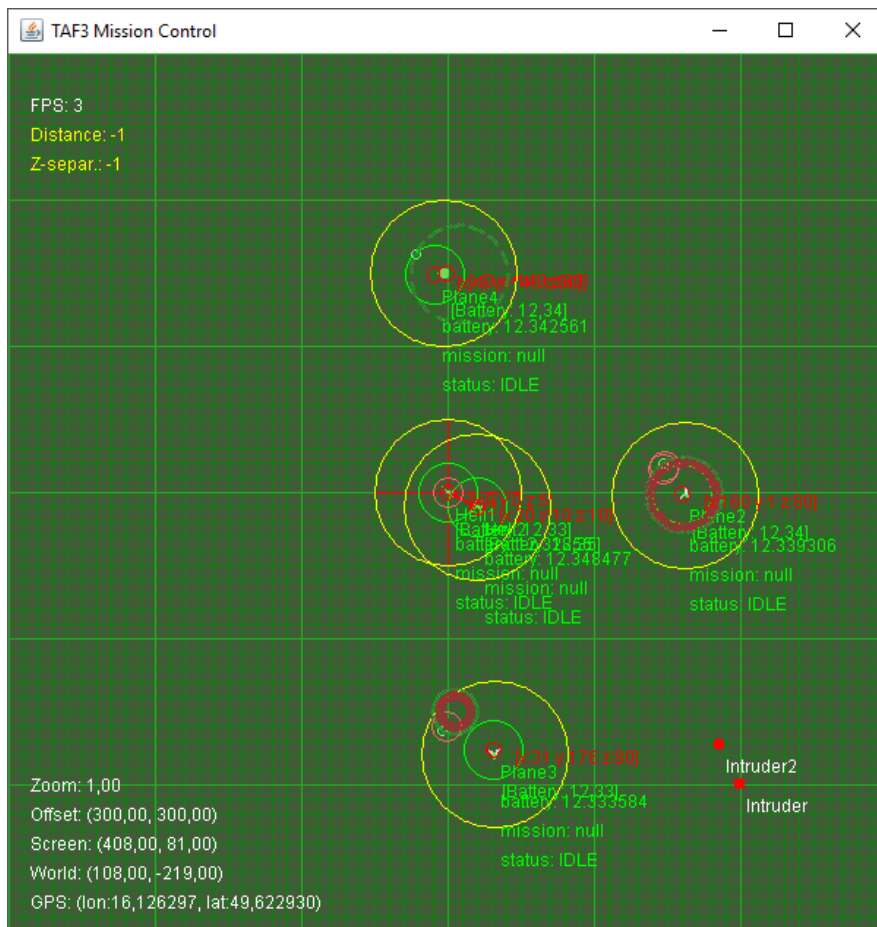 TAF3 Mission Control
FPS: 3
Distance: -1
Z-separ.: -1
Plane4
[Battery: 12,34]
battery: 12.342561
mission: null
status: IDLE
Heli1
mission: null
status: IDLE
battery: 12.348477
mission: null
status: IDLE
[x:160 y:1 z:80]
Plane2
[Battery: 12,34]
battery: 12.339306
mission: null
status: IDLE
[x:31 y:176 z:80]
Plane3
[Battery: 12,33]
battery: 12.333584
mission: null
status: IDLE
Intruder2
Intruder
Zoom: 1,00
Offset: (300,00, 300,00)
Screen: (408,00, 81,00)
World: (108,00, -219,00)
GPS: (lon:16,126297, lat:49,622930)